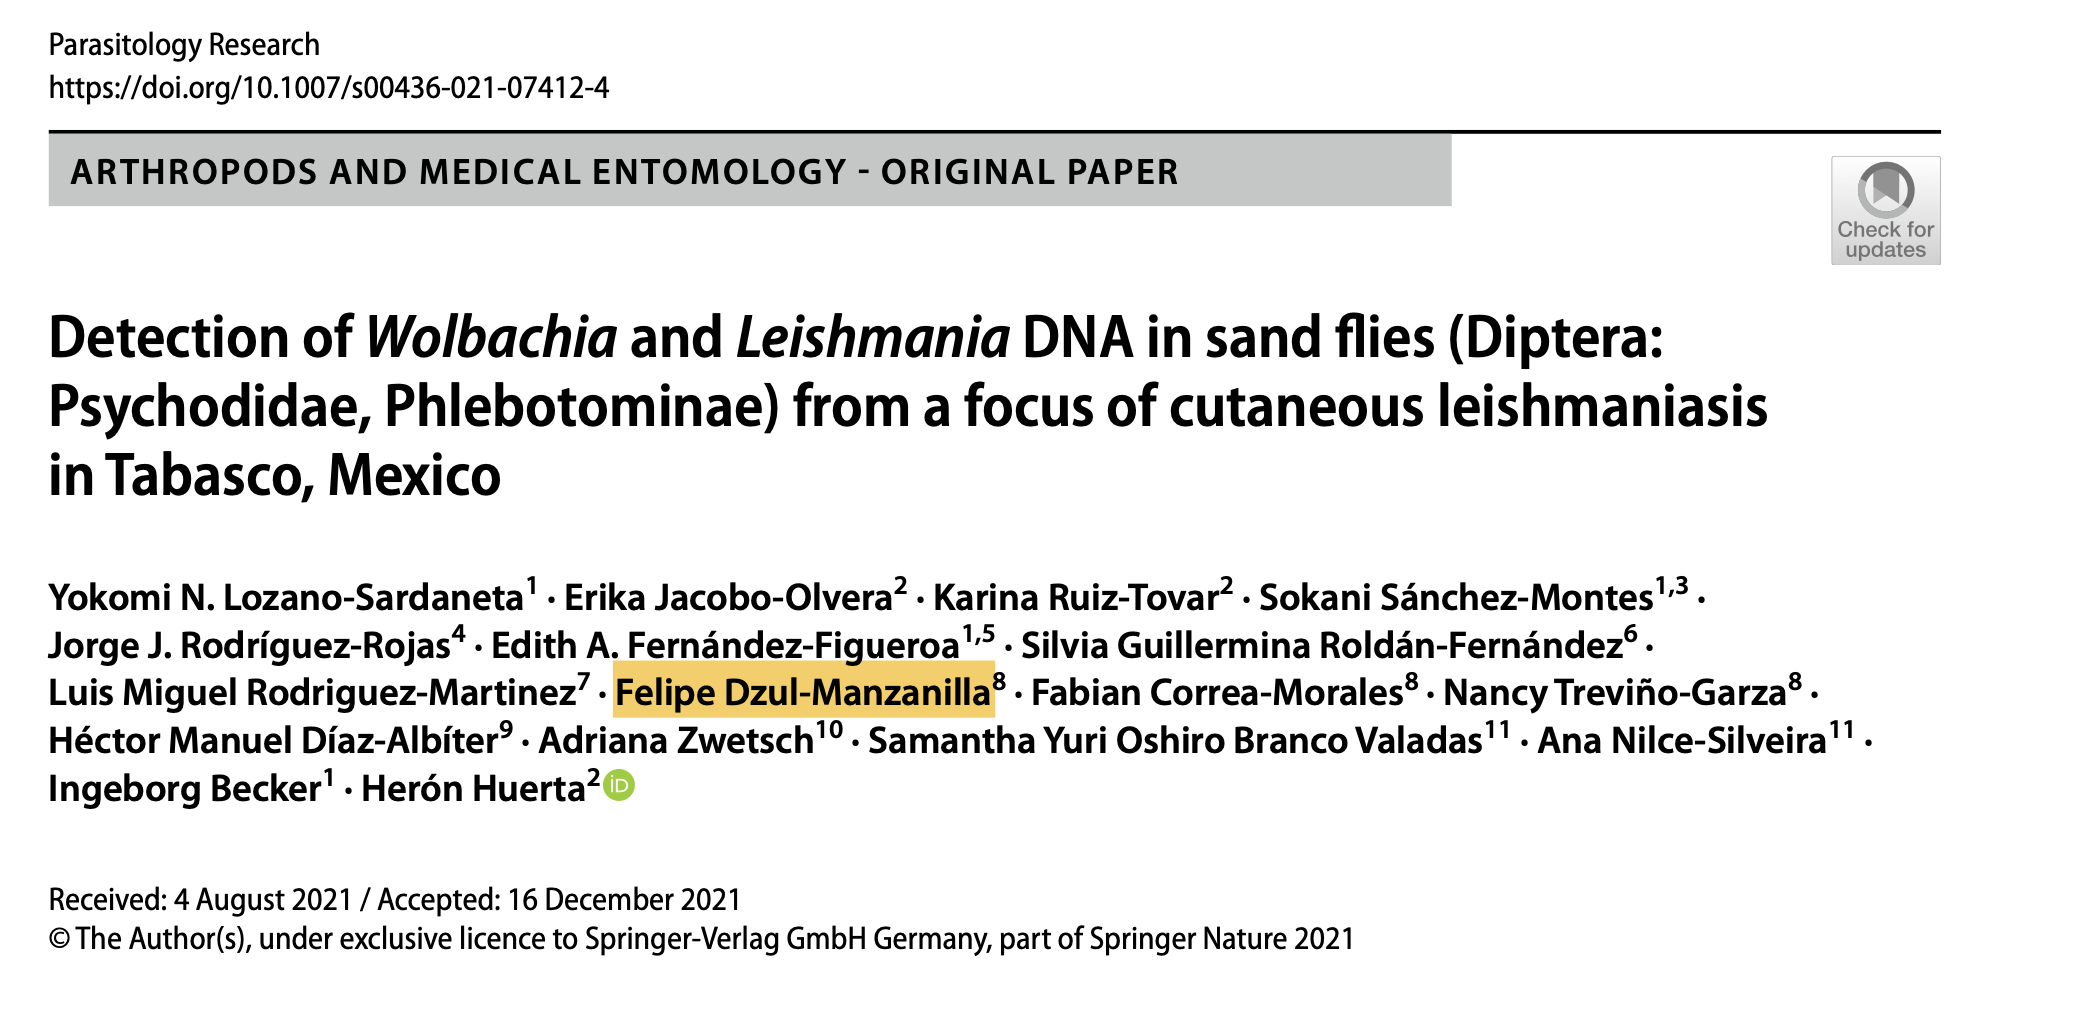 Parasitology Research
https://doi.org/10.1007/s00436-021-07412-4
ARTHROPODS AND MEDICAL ENTOMOLOGY - ORIGINAL PAPER
Check for
updates
Detection of Wolbachia and Leishmania DNA in sand flies (Diptera:
Psychodidae, Phlebotominae) from a focus of cutaneous leishmaniasis
in Tabasco, Mexico
Yokomi N. Lozano-Sardaneta1 · Erika Jacobo-Olvera2 · Karina Ruiz-Tovar2 · Sokani Sánchez-Montes1,3 ·
Jorge J. Rodríguez-Rojas4 · Edith A. Fernández-Figueroa1,5 · Silvia Guillermina Roldán-Fernández6 ·
Luis Miguel Rodriguez-Martinez7 · Felipe Dzul-Manzanilla8 · Fabian Correa-Morales8 · Nancy Treviño-Garza8 ·
Héctor Manuel Díaz-Albíter9 · Adriana Zwetsch10 · Samantha Yuri Oshiro Branco Valadas11 · Ana Nilce-Silveira11 ·
Ingeborg Becker1 · Herón Huerta2 iD
Received: 4 August 2021 / Accepted: 16 December 2021
© The Author(s), under exclusive licence to Springer-Verlag GmbH Germany, part of Springer Nature 2021